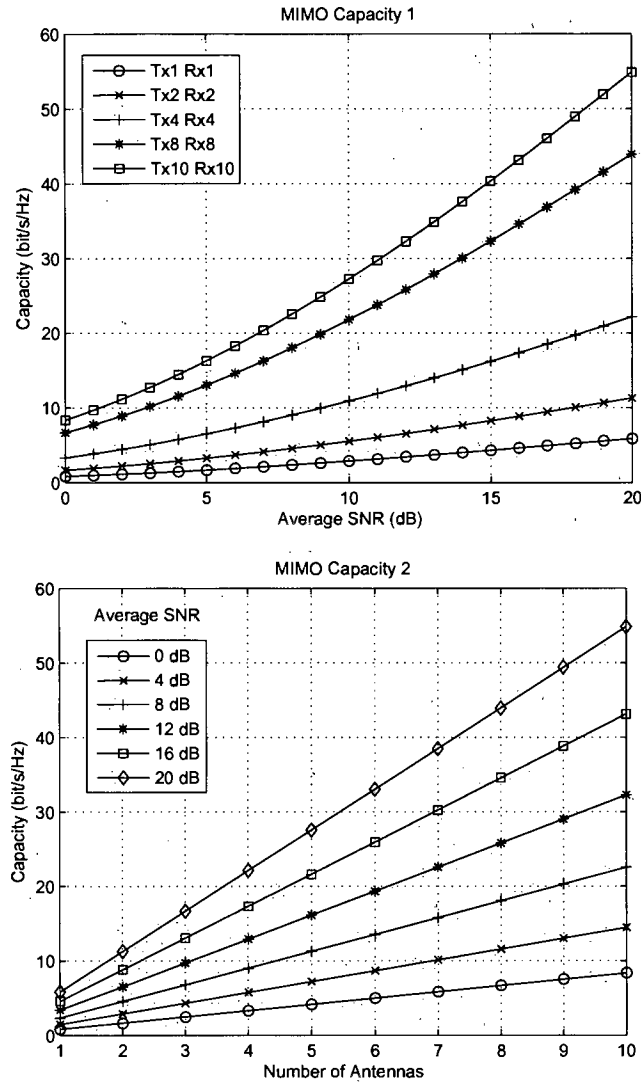 MIMO Capacity 1
60
50
40
30
20
10
0
Capacity (bit/s/Hz)
Tx1 Rx1
Tx2 Rx2
Tx4 Rx4
Tx8 Rx8
Tx10 Rx10
0 5 10 15 20
Average SNR (dB)
MIMO Capacity 2
60
50
40
30
20
10
0
Capacity (bit/s/Hz)
Average SNR
0 dB
4 dB
8 dB
12 dB
16 dB
20 dB
1 2 3 4 5 6 7 8 9 10
Number of Antennas